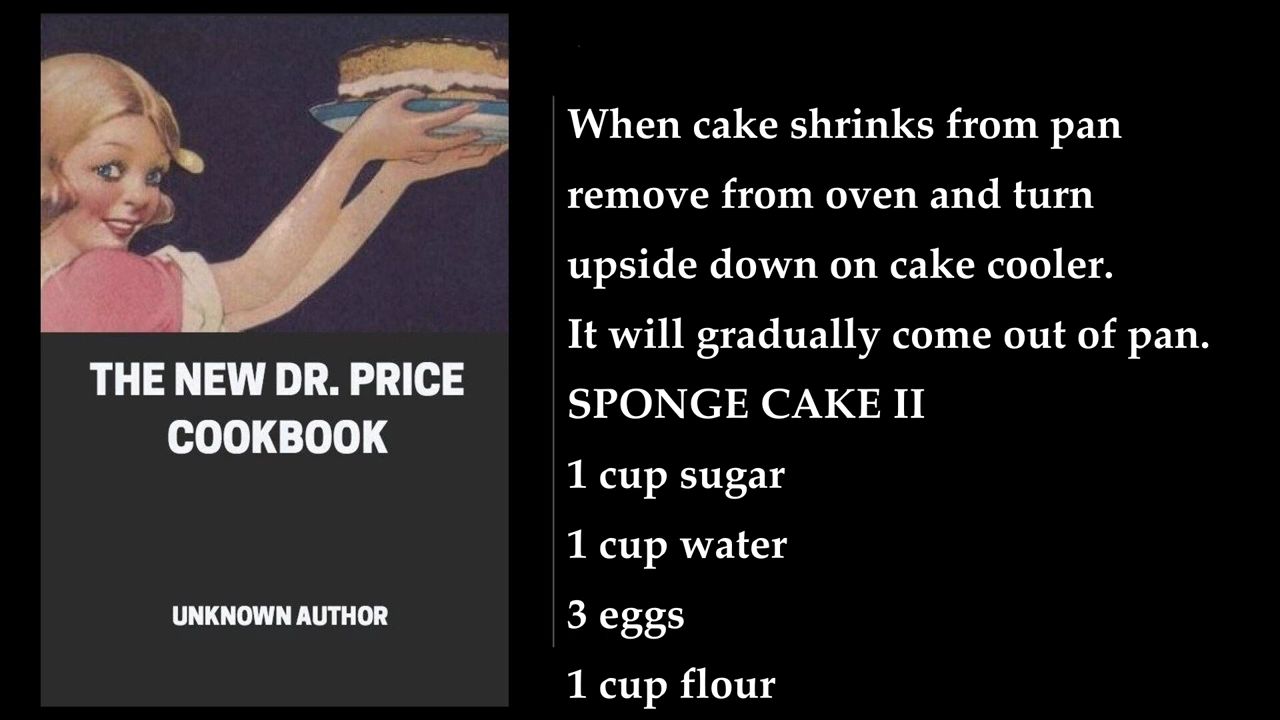 THE NEW DR. PRICE
COOKBOOK
UNKNOWN AUTHOR
When cake shrinks from pan
remove from oven and turn
upside down on cake cooler.
It will gradually come out of pan.
SPONGE CAKE II
1 cup sugar
1 cup water
3 eggs
1 cup flour